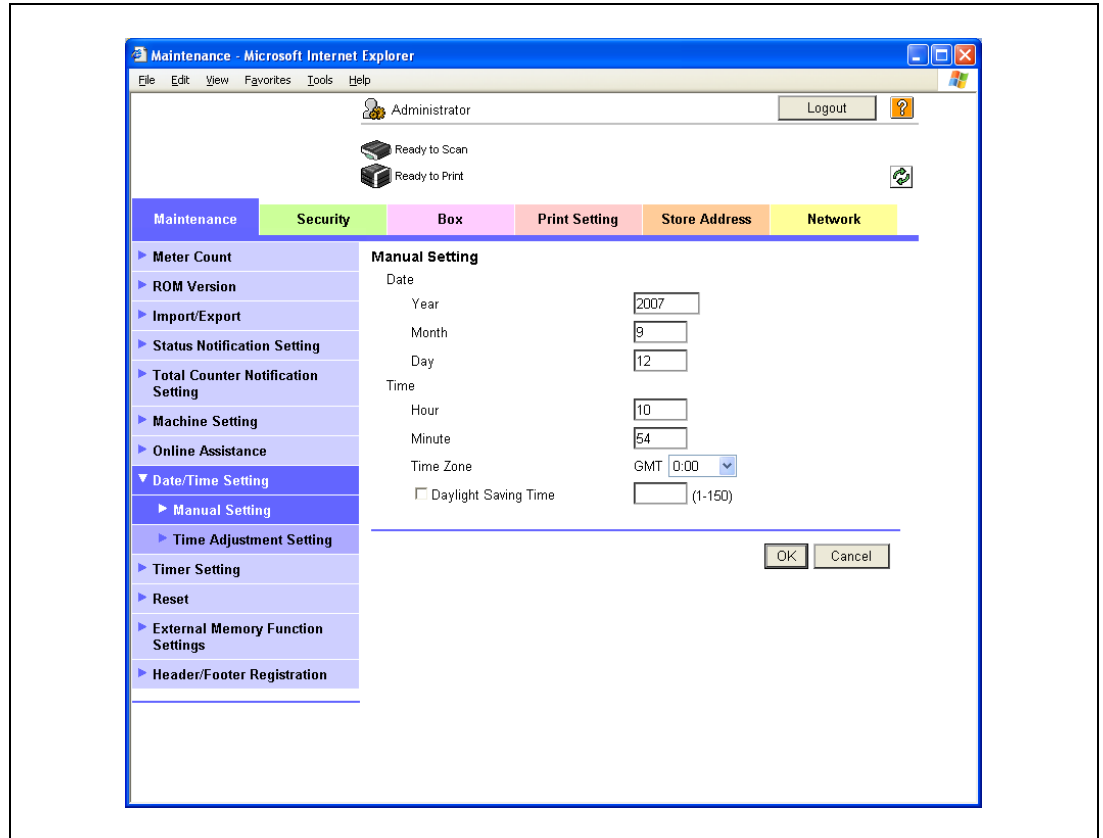 Maintenance - Microsoft Internet Explorer
File Edit View Favorites Tools Help
Administrator Logout ?
Ready to Scan
Ready to Print
Maintenance Security Box Print Setting Store Address Network
Meter Count
ROM Version
Import/Export
Status Notification Setting
Total Counter Notification
Setting
Machine Setting
Online Assistance
Date/Time Setting
Manual Setting
Time Adjustment Setting
Timer Setting
Reset
External Memory Function
Settings
Header/Footer Registration
Manual Setting
Date
Year 2007
Month 9
Day 12
Time
Hour 10
Minute 54
Time Zone GMT 0:00
Daylight Saving Time (1-150)
OK Cancel